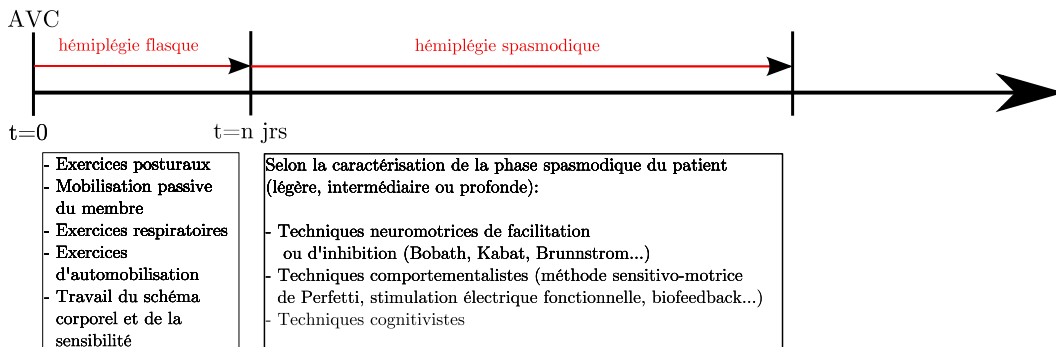 AVC
hémiplégie flasque
hémiplégie spasmodique
t=0
t=n jrs
- Exercices posturaux
- Mobilisation passive
du membre
- Exercices respiratoires
- Exercices
d'automobilisation
- Travail du schéma
corporel et de la
sensibilité
Selon la caractérisation de la phase spasmodique du patient
(légère, intermédiaire ou profonde):
- Techniques neuromotrices de facilitation
ou d'inhibition (Bobath, Kabat, Brunnstrom...)
- Techniques comportementalistes (méthode sensitivo-motrice
de Perfetti, stimulation électrique fonctionnelle, biofeedback...)
- Techniques cognitivistes